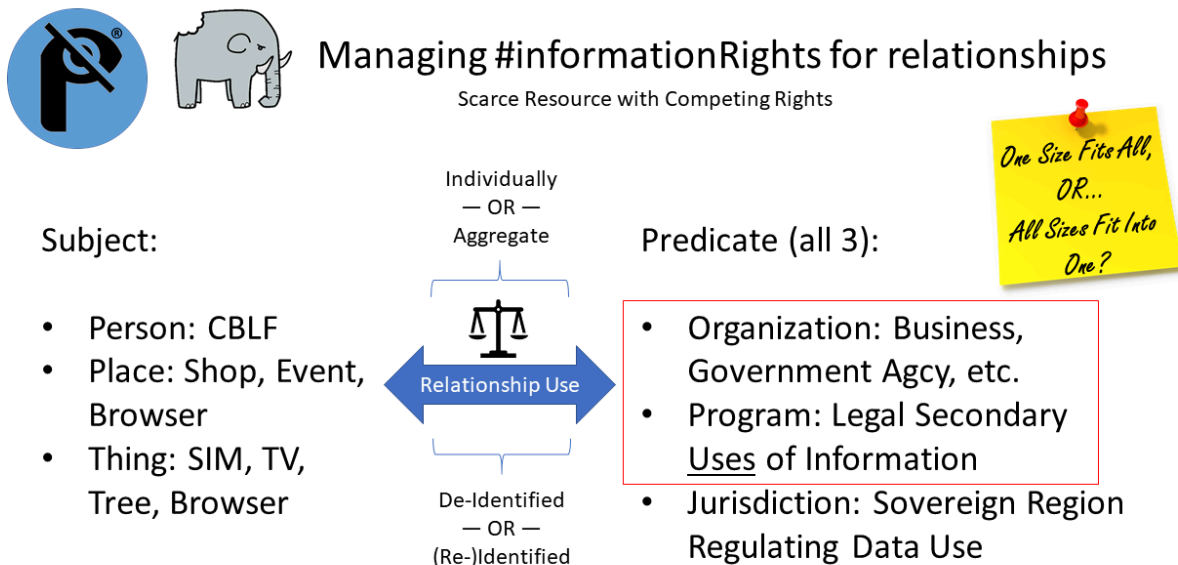 Managing #informationRights for relationships
Scarce Resource with Competing Rights
®
One Size Fits All,
OR...
All Sizes Fit Into
One?
Subject:
• Person: CBLF
• Place: Shop, Event,
Browser
• Thing: SIM, TV,
Tree, Browser
Individually
— OR —
Aggregate
Relationship Use
De-Identified
— OR —
(Re-)Identified
Predicate (all 3):
• Organization: Business,
Government Agcy, etc.
• Program: Legal Secondary
Uses of Information
• Jurisdiction: Sovereign Region
Regulating Data Use